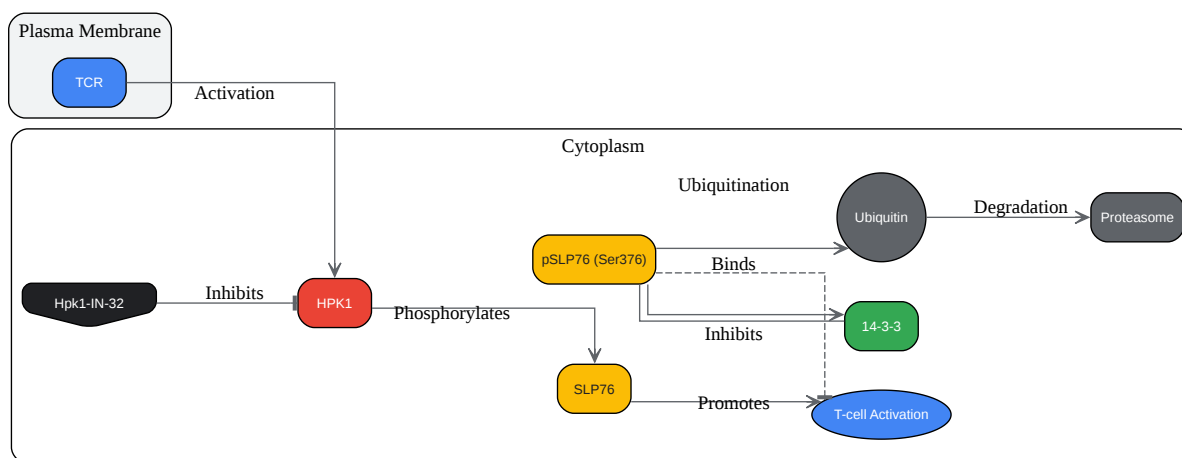 Plasma Membrane
TCR
Activation
Cytoplasm
Ubiquitination
Ubiquitin
Degradation
Proteasome
pSLP76 (Ser376)
Binds
Hpk1-IN-32
Inhibits
HPK1
Phosphorylates
14-3-3
Inhibits
SLP76
Promotes
T-cell Activation